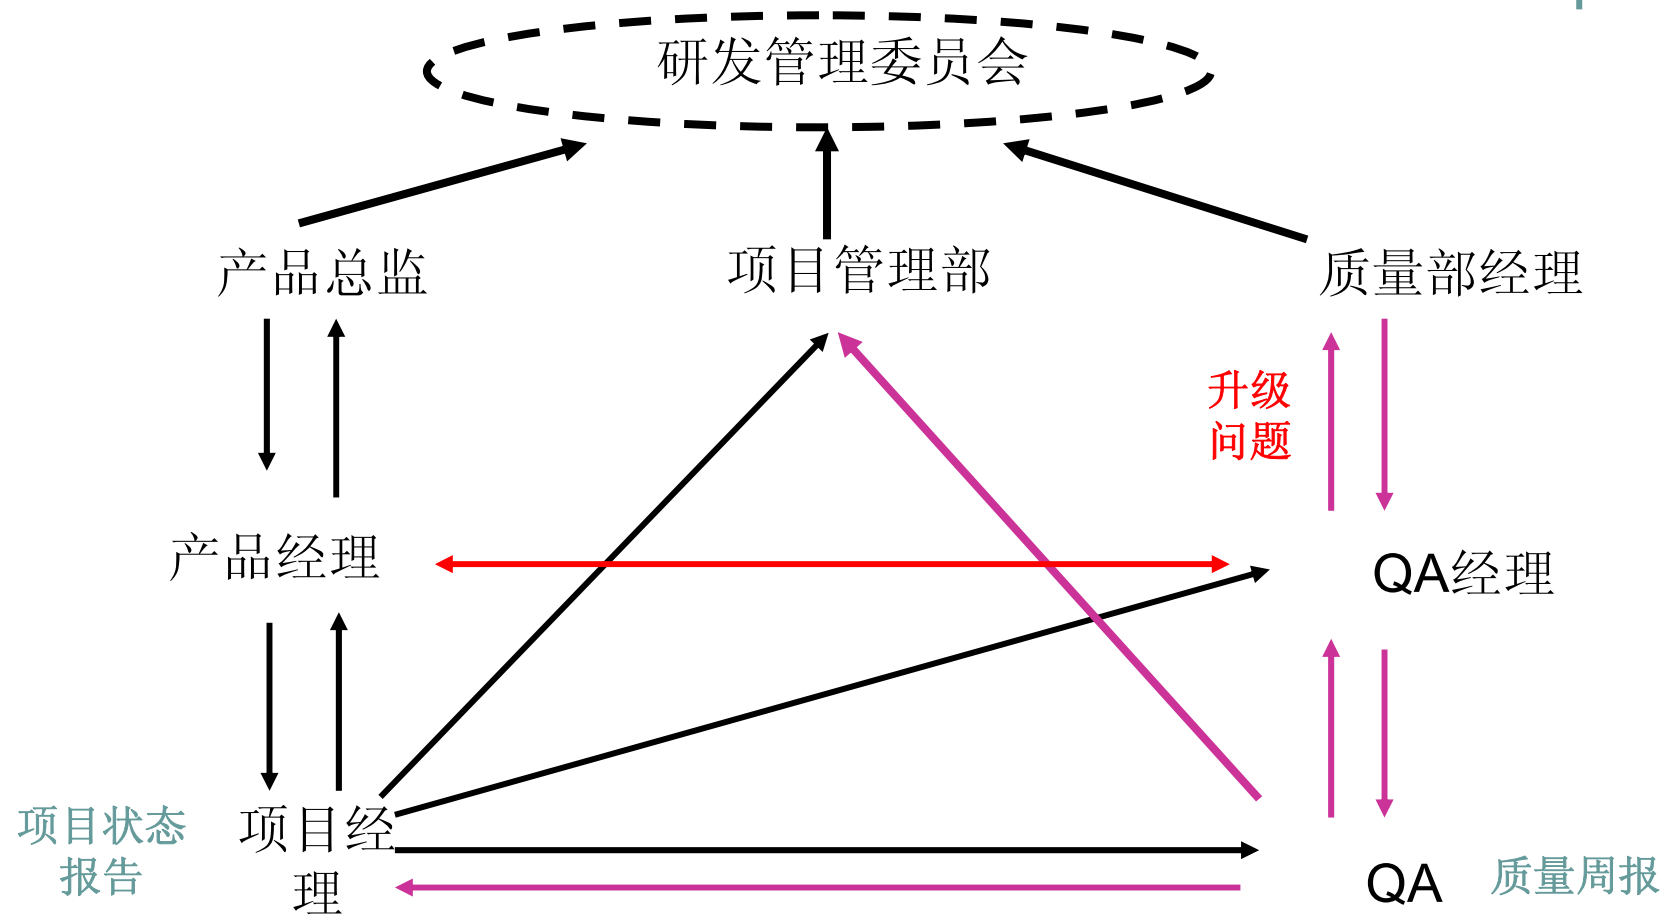 研发管理委员会
产品总监
项目管理部
质量部经理
升级
问题
产品经理
QA经理
项目状态
报告
项目经
理
QA
质量周报